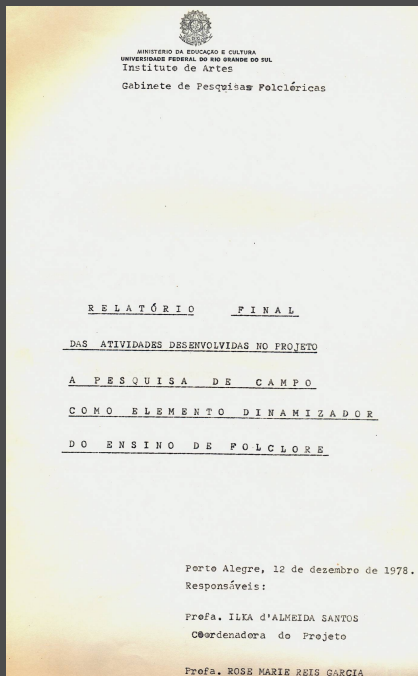 MINISTÉRIO DA EDUCAÇÃO E CULTURA
UNIVERSIDADE FEDERAL DO RIO GRANDE DO SUL
Instituto de Artes
Gabinete de Pesquisas Folclóricas
RELATÓRIO FINAL
DAS ATIVIDADES DESENVOLVIDAS NO PROJETO
A PESQUISA DE CAMPO
COMO ELEMENTO DINAMIZADOR
DO ENSINO DE FOLCLORE
Porto Alegre, 12 de dezembro de 1978.
Responsáveis:
Profa. ILKA d'ALMEIDA SANTOS
Coordenadora do Projeto
Profa. ROSE MARIE REIS GARCIA